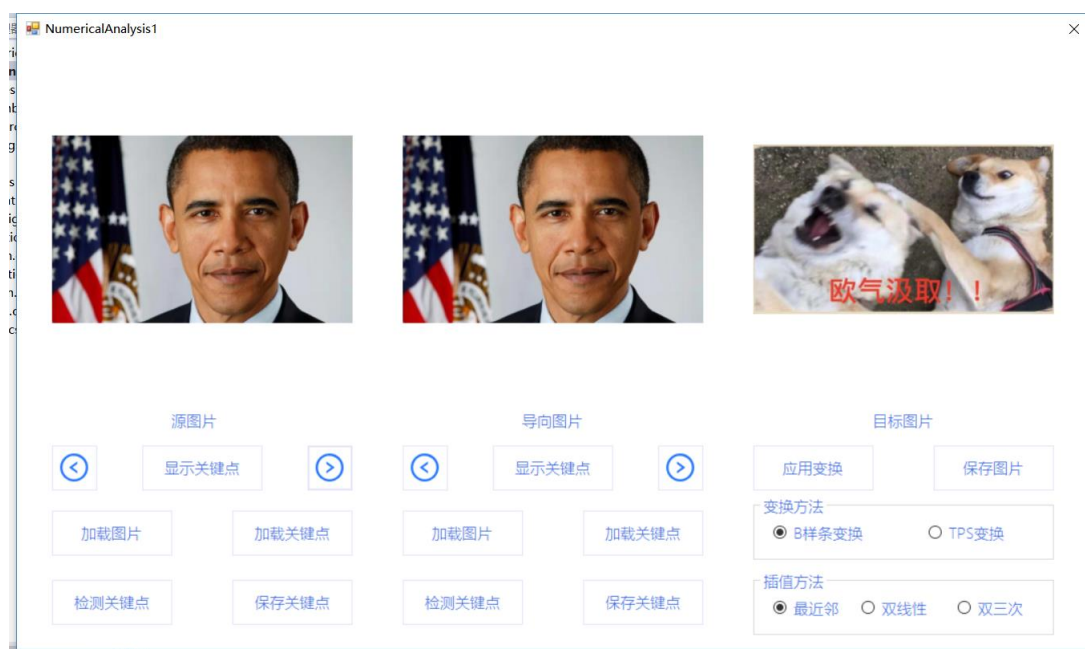 NumericalAnalysis1
欧气汲取！！
源图片
导向图片
目标图片
显示关键点
显示关键点
应用变换
保存图片
加载图片
加载关键点
加载图片
加载关键点
变换方法
B样条变换
TPS变换
检测关键点
保存关键点
检测关键点
保存关键点
插值方法
最近邻
双线性
双三次